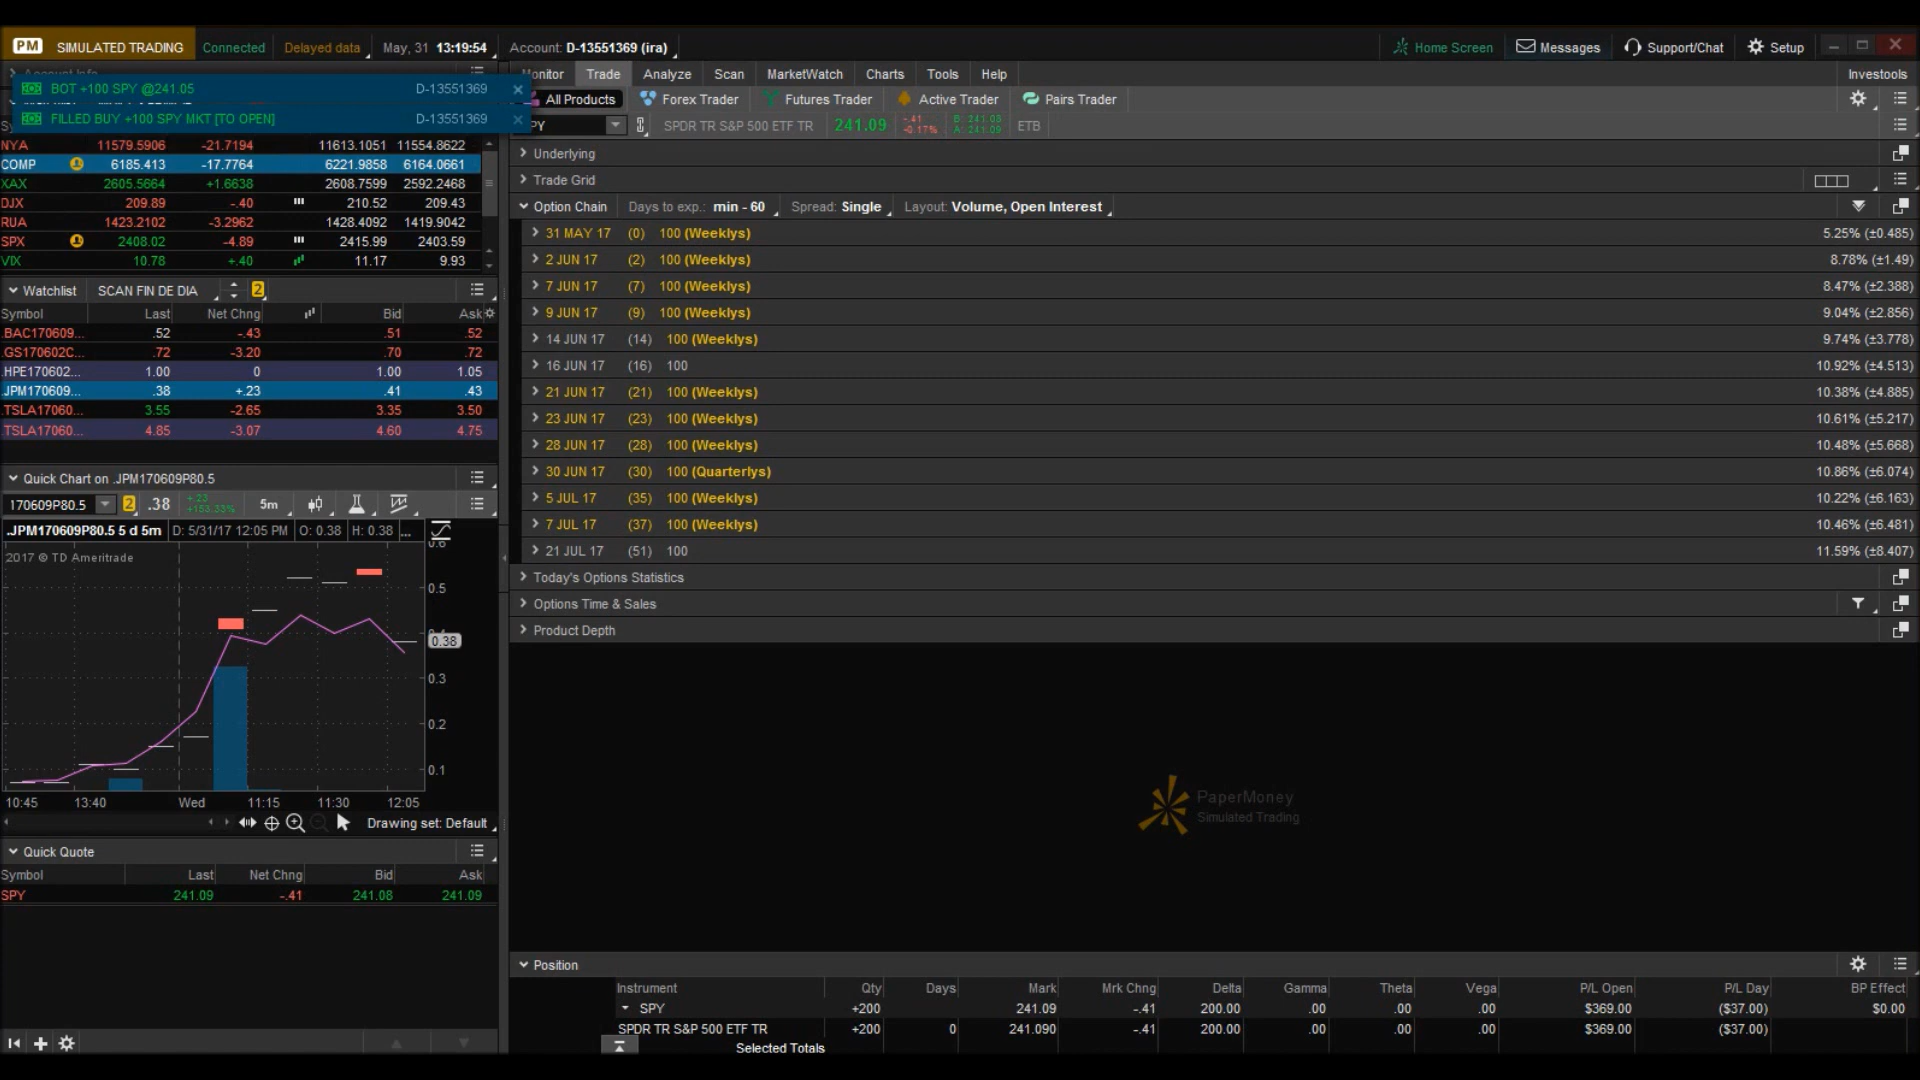 PM SIMULATED TRADING Connected Delayed data May, 31 13:19:54 Account: D-13551369 (ira) Home Screen Messages Support/Chat Setup
Monitor Trade Analyze Scan MarketWatch Charts Tools Help Investools
BOT +100 SPY @241.05 D-13551369
FILLED BUY +100 SPY MKT [TO OPEN] D-13551369
All Products Forex Trader Futures Trader Active Trader Pairs Trader
SPDR TR S&P 500 ETF TR 241.09 -.41 -0.17% B: 241.08 A: 241.09 ETB
NYA 11579.5906 -21.7194 11613.1051 11554.8622
COMP 6185.413 -17.7764 6221.9858 6164.0661
XAX 2605.5664 +1.6638 2608.7599 2592.2468
DJX 209.89 -.40 210.52 209.43
RUA 1423.2102 -3.2962 1428.4092 1419.9042
SPX 2408.02 -4.89 2415.99 2403.59
VIX 10.78 +.40 11.17 9.93
Watchlist SCAN FIN DE DIA 2
Symbol Last Net Chng Bid Ask
.BAC170609... .52 -.43 .51 .52
.GS170602C... .72 -3.20 .70 .72
.HPE170602... 1.00 0 1.00 1.05
.JPM170609... .38 +.23 .41 .43
.TSLA17060... 3.55 -2.65 3.35 3.50
.TSLA17060... 4.85 -3.07 4.60 4.75
Quick Chart on .JPM170609P80.5
170609P80.5 2 .38 +.23 +153.33% 5m
.JPM170609P80.5 5 d 5m D: 5/31/17 12:05 PM O: 0.38 H: 0.38 ...
2017 © TD Ameritrade
0.6
0.5
0.4
0.38
0.3
0.2
0.1
10:45 13:40 Wed 11:15 11:30 12:05
Drawing set: Default
Quick Quote
Symbol Last Net Chng Bid Ask
SPY 241.09 -.41 241.08 241.09
Underlying
Trade Grid
Option Chain Days to exp.: min - 60 Spread: Single Layout: Volume, Open Interest
31 MAY 17 (0) 100 (Weeklys) 5.25% (±0.485)
2 JUN 17 (2) 100 (Weeklys) 8.78% (±1.49)
7 JUN 17 (7) 100 (Weeklys) 8.47% (±2.388)
9 JUN 17 (9) 100 (Weeklys) 9.04% (±2.856)
14 JUN 17 (14) 100 (Weeklys) 9.74% (±3.778)
16 JUN 17 (16) 100 10.92% (±4.513)
21 JUN 17 (21) 100 (Weeklys) 10.38% (±4.885)
23 JUN 17 (23) 100 (Weeklys) 10.61% (±5.217)
28 JUN 17 (28) 100 (Weeklys) 10.48% (±5.668)
30 JUN 17 (30) 100 (Quarterlys) 10.86% (±6.074)
5 JUL 17 (35) 100 (Weeklys) 10.22% (±6.163)
7 JUL 17 (37) 100 (Weeklys) 10.46% (±6.481)
21 JUL 17 (51) 100 11.59% (±8.407)
Today's Options Statistics
Options Time & Sales
Product Depth
PaperMoney
Simulated Trading
Position
Instrument Qty Days Mark Mrk Chng Delta Gamma Theta Vega P/L Open P/L Day BP Effect
SPY +200 241.09 -.41 200.00 .00 .00 .00 $369.00 ($37.00) $0.00
SPDR TR S&P 500 ETF TR +200 0 241.090 -.41 200.00 .00 .00 .00 $369.00 ($37.00)
Selected Totals